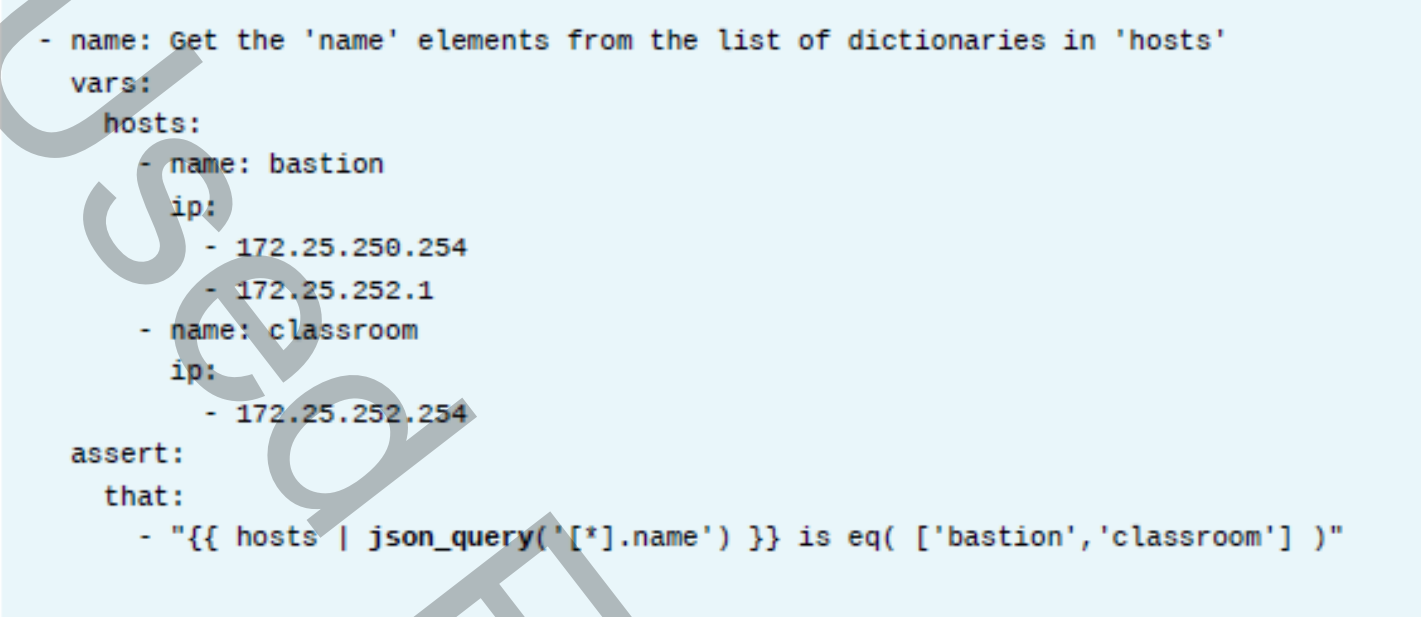 - name: Get the 'name' elements from the list of dictionaries in 'hosts'
  vars:
    hosts:
      - name: bastion
        ip:
          - 172.25.250.254
          - 172.25.252.1
      - name: classroom
        ip:
          - 172.25.252.254
  assert:
    that:
      - "{{ hosts | json_query('[*].name') }} is eq( ['bastion','classroom'] )"
Used